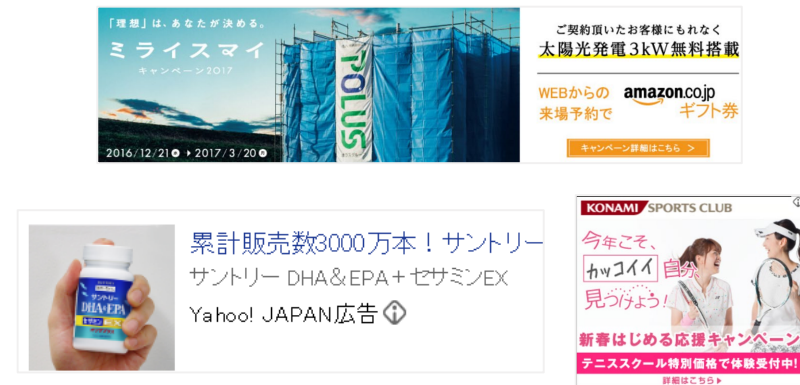 「理想」は、あなたが決める。
ミライスマイ
キャンペーン2017
POLUS
2016/12/21 ▶ 2017/3/20
ご契約頂いたお客様にもれなく
太陽光発電3kW無料搭載
WEBからの
来場予約で
amazon.co.jp
ギフト券
キャンペーン詳細はこちら >
累計販売数3000万本！サントリー
サントリー DHA＆EPA＋セサミンEX
Yahoo! JAPAN広告
サントリー
DHA&EPA
セサミンEX
KONAMI SPORTS CLUB
今年こそ、
カッコイイ自分、
見つけよう！
新春はじめる応援キャンペーン
テニススクール特別価格で体験受付中!
詳細はこちら▶